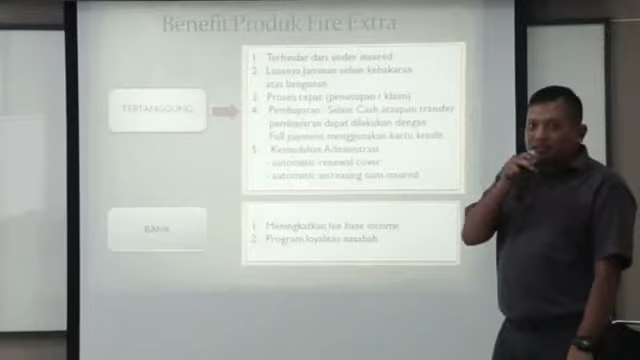 Benefit Produk Fire Extra
TERTANGGUNG
1 Terhindar dari under insured
2 Luasnya Jaminan selain kebakaran
atas bangunan
3 Proses cepat (penutupan / klaim)
4 Pembayaran : Selain Cash ataupun transfer
pembayaran dapat dilakukan dengan
Full payment menggunakan kartu kredit
5 Kemudahan Administrasi
- automatic renewal cover
- automatic increasing sum insured
BANK
1 Meningkatkan fee base income
2 Program loyalitas nasabah